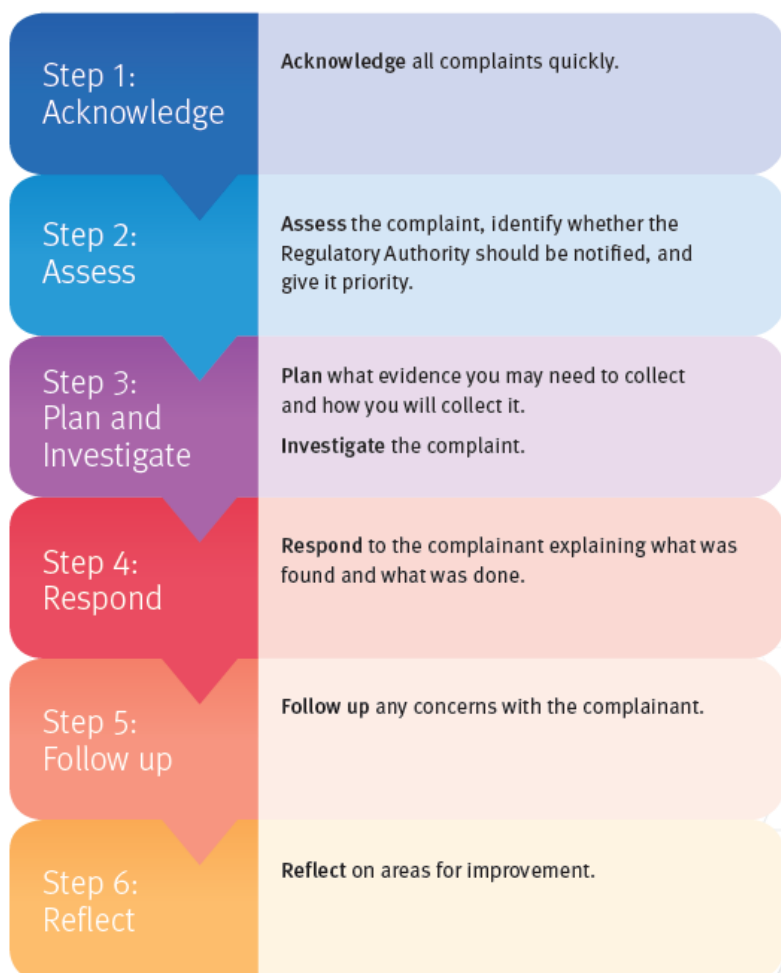 Step 1:
Acknowledge
Acknowledge all complaints quickly.
Step 2:
Assess
Assess the complaint, identify whether the
Regulatory Authority should be notified, and
give it priority.
Step 3:
Plan and
Investigate
Plan what evidence you may need to collect
and how you will collect it.
Investigate the complaint.
Step 4:
Respond
Respond to the complainant explaining what was
found and what was done.
Step 5:
Follow up
Follow up any concerns with the complainant.
Step 6:
Reflect
Reflect on areas for improvement.